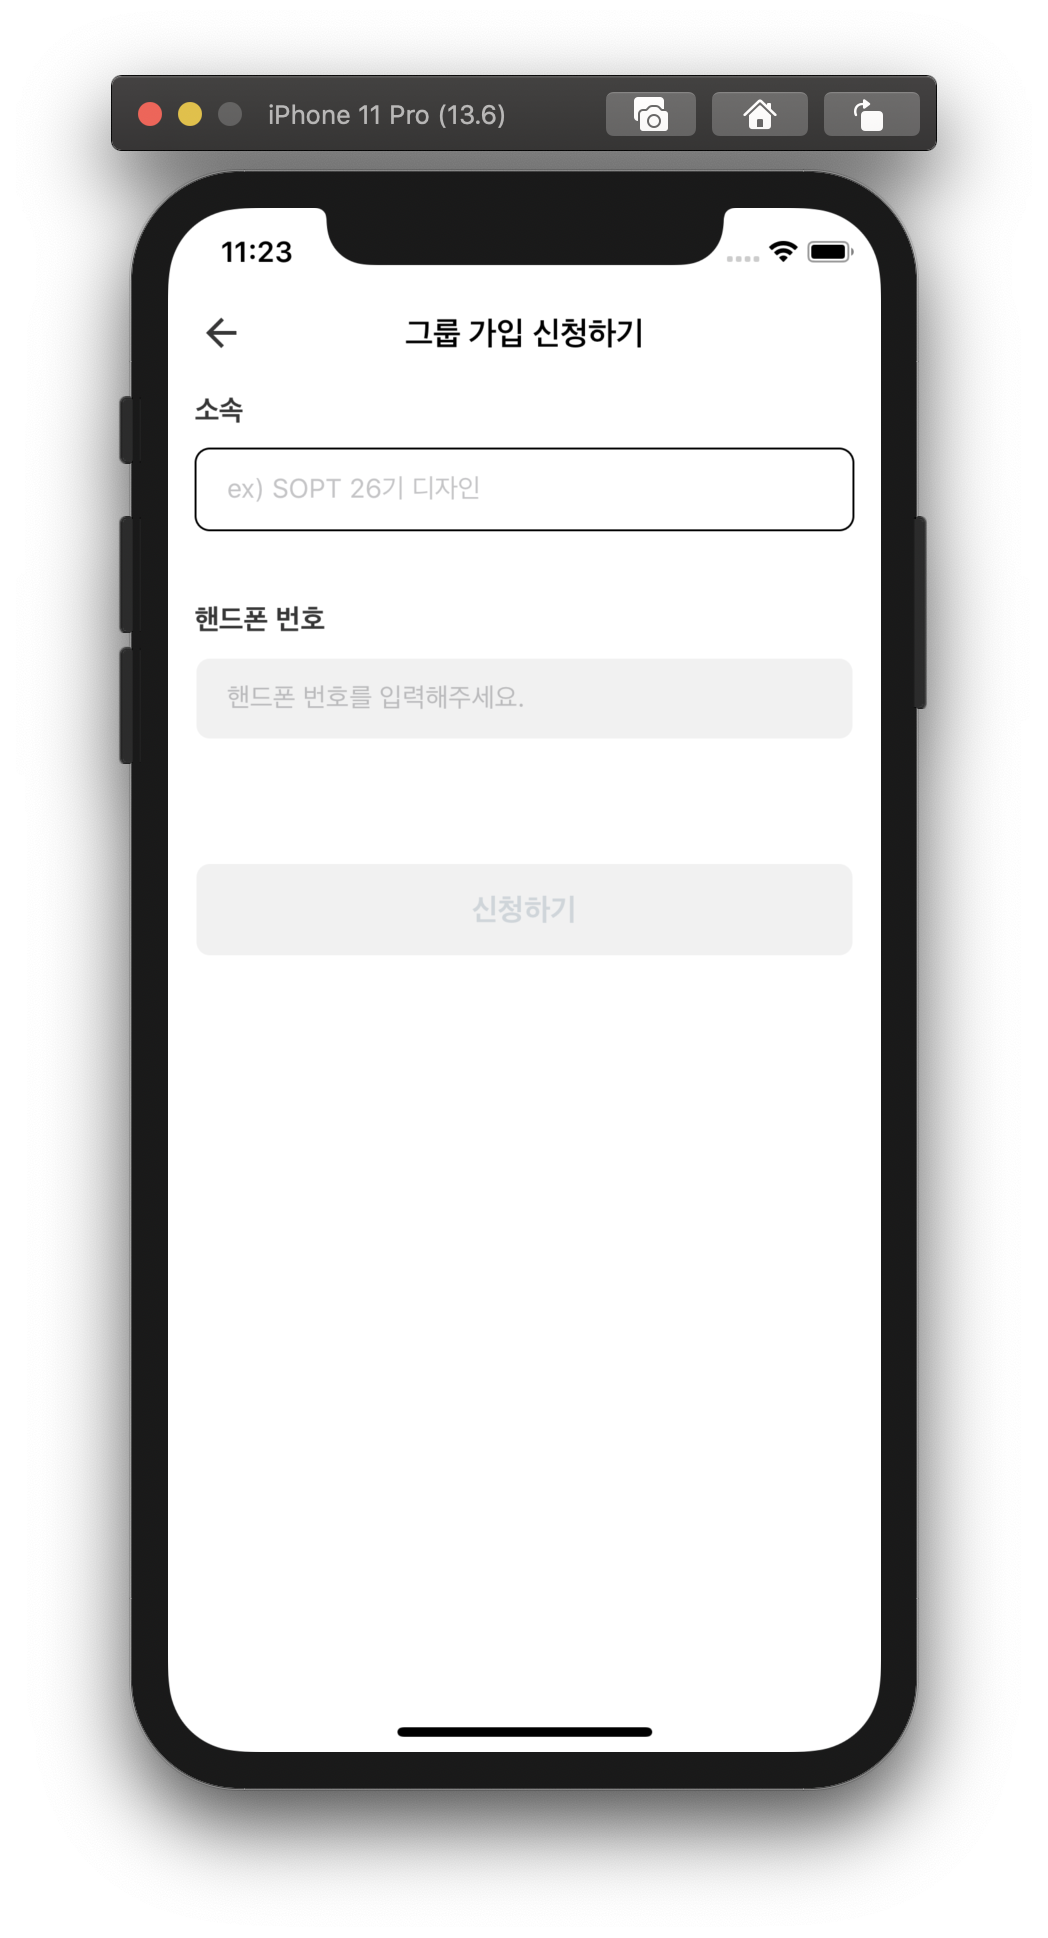 iPhone 11 Pro (13.6)
11:23
그룹 가입 신청하기
소속
ex) SOPT 26기 디자인
핸드폰 번호
핸드폰 번호를 입력해주세요.
신청하기